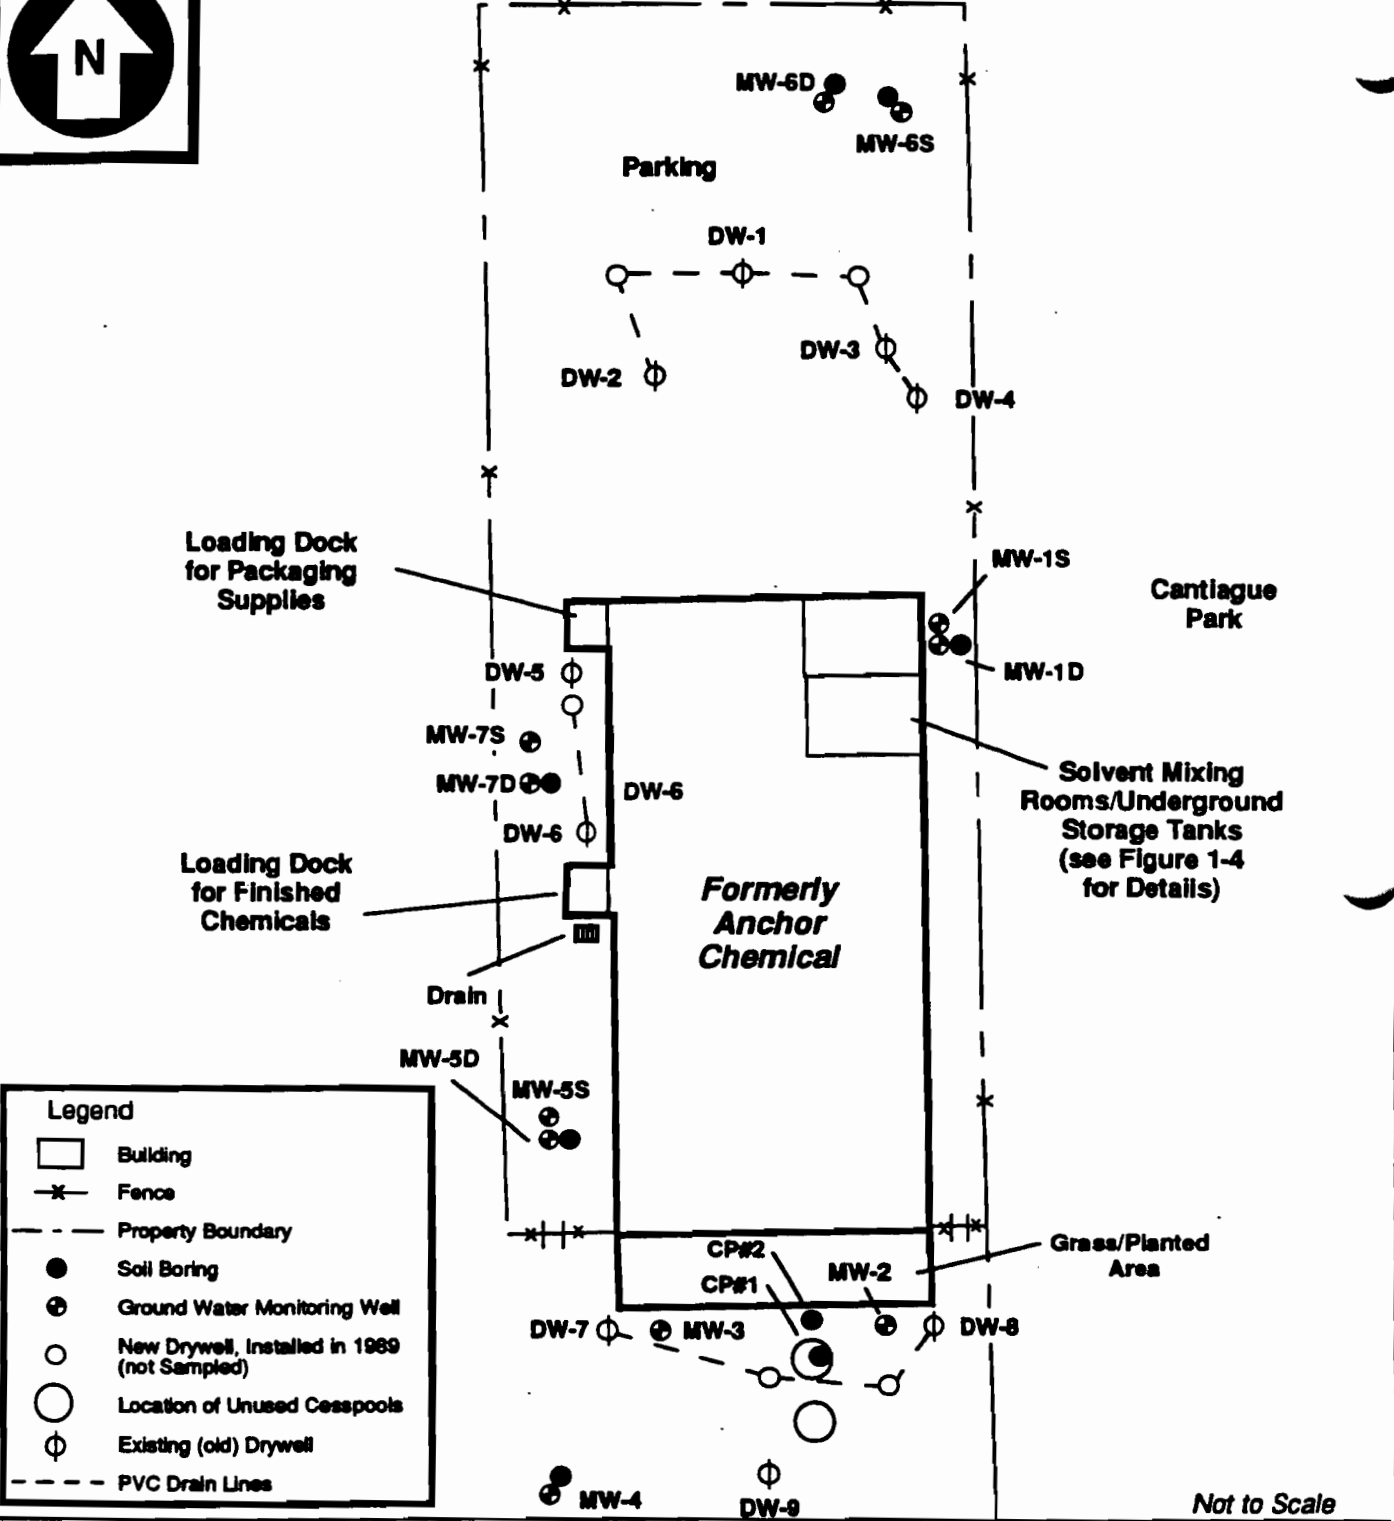 N
MW-6D
MW-6S
Parking
DW-1
DW-3
DW-2
DW-4
Loading Dock
for Packaging
Supplies
MW-1S
Cantiague
Park
MW-1D
DW-5
MW-7S
MW-7D
DW-6
DW-6
Solvent Mixing
Rooms/Underground
Storage Tanks
(see Figure 1-4
for Details)
Loading Dock
for Finished
Chemicals
Formerly
Anchor
Chemical
Drain
MW-5D
MW-5S
Legend
Building
Fence
Property Boundary
Soil Boring
Ground Water Monitoring Well
New Drywell, Installed in 1989
(not Sampled)
Location of Unused Cesspools
Existing (old) Drywell
PVC Drain Lines
CP#2
CP#1
MW-2
Grass/Planted
Area
DW-7
MW-3
DW-8
MW-4
DW-9
Not to Scale